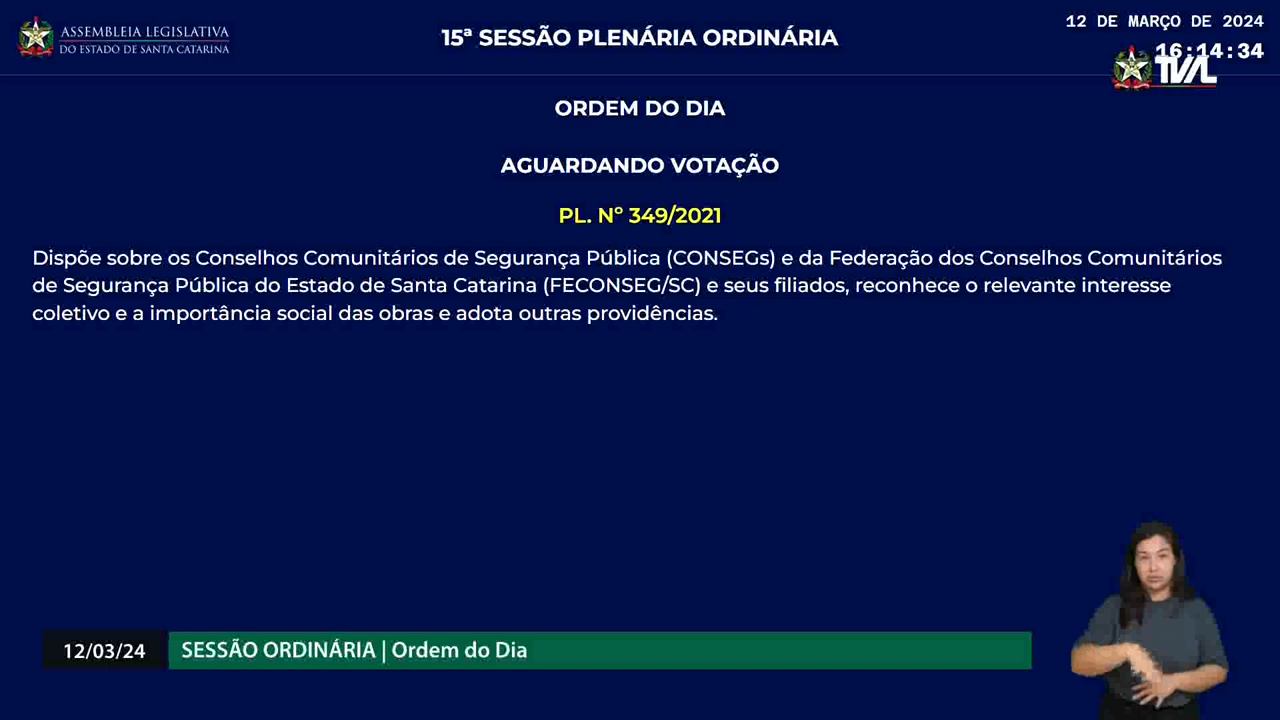 ASSEMBLEIA LEGISLATIVA
DO ESTADO DE SANTA CATARINA
15ª SESSÃO PLENÁRIA ORDINÁRIA
12 DE MARÇO DE 2024
16:14:34
TVAL
ORDEM DO DIA
AGUARDANDO VOTAÇÃO
PL. Nº 349/2021
Dispõe sobre os Conselhos Comunitários de Segurança Pública (CONSEGs) e da Federação dos Conselhos Comunitários
de Segurança Pública do Estado de Santa Catarina (FECONSEG/SC) e seus filiados, reconhece o relevante interesse
coletivo e a importância social das obras e adota outras providências.
12/03/24
SESSÃO ORDINÁRIA | Ordem do Dia